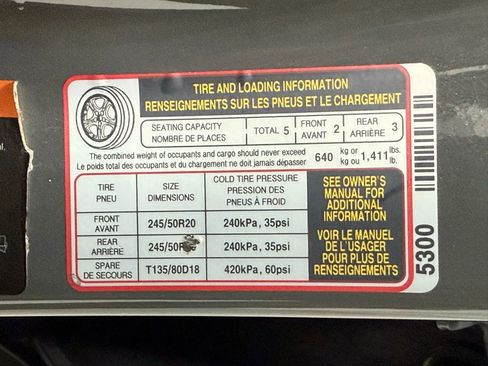 TIRE AND LOADING INFORMATION
RENSEIGNEMENTS SUR LES PNEUS ET LE CHARGEMENT
SEATING CAPACITY
NOMBRE DE PLACES
TOTAL 5
FRONT
AVANT 2
REAR
ARRIÈRE 3
The combined weight of occupants and cargo should never exceed
Le poids total des occupants et du chargement ne doit jamais dépasser
640 kg or
kg ou 1,411 lbs.
lb.
TIRE
PNEU
SIZE
DIMENSIONS
COLD TIRE PRESSURE
PRESSION DES
PNEUS À FROID
FRONT
AVANT
245/50R20
240kPa, 35psi
REAR
ARRIÈRE
245/50R
240kPa, 35psi
SPARE
DE SECOURS
T135/80D18
420kPa, 60psi
SEE OWNER'S
MANUAL FOR
ADDITIONAL
INFORMATION
VOIR LE MANUEL
DE L'USAGER
POUR PLUS DE
RENSEIGNEMENTS
5300